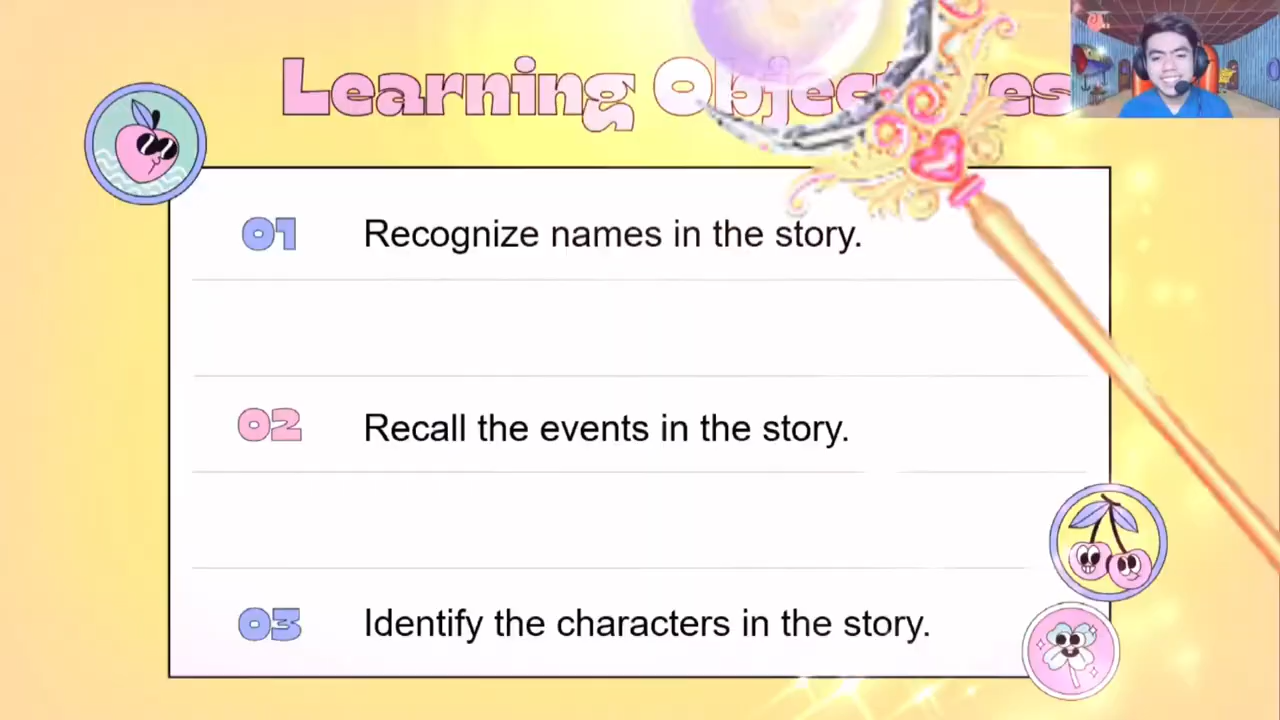 Learning Objectives
01 Recognize names in the story.
02 Recall the events in the story.
03 Identify the characters in the story.